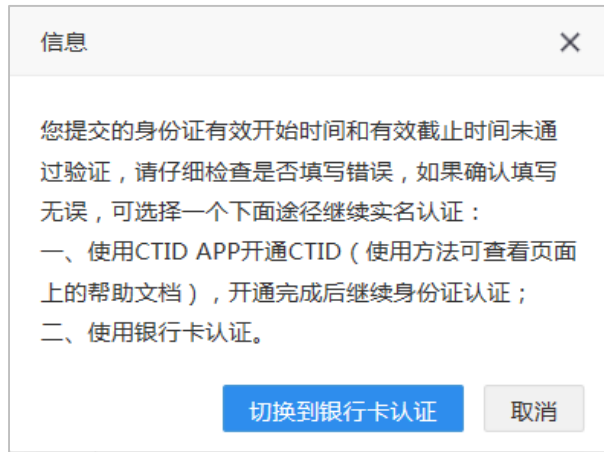 信息
您提交的身份证有效开始时间和有效截止时间未通
过验证，请仔细检查是否填写错误，如果确认填写
无误，可选择一个下面途径继续实名认证：
一、使用CTID APP开通CTID（使用方法可查看页面
上的帮助文档），开通完成后继续身份证认证；
二、使用银行卡认证。
切换到银行卡认证 取消